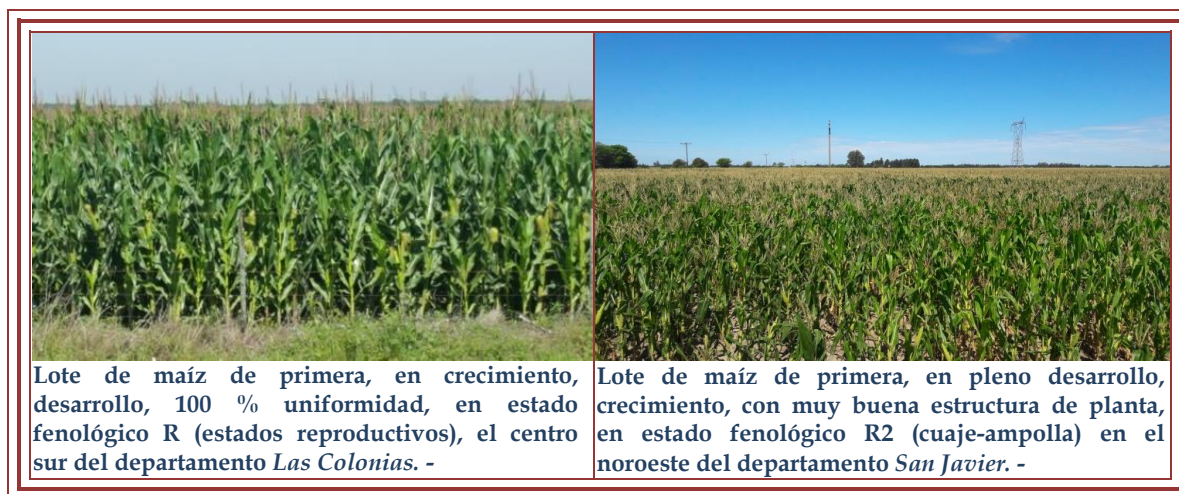 Lote de maíz de primera, en crecimiento,
desarrollo, 100 % uniformidad, en estado
fenológico R (estados reproductivos), el centro
sur del departamento Las Colonias. -
Lote de maíz de primera, en pleno desarrollo,
crecimiento, con muy buena estructura de planta,
en estado fenológico R2 (cuaje-ampolla) en el
noroeste del departamento San Javier. -